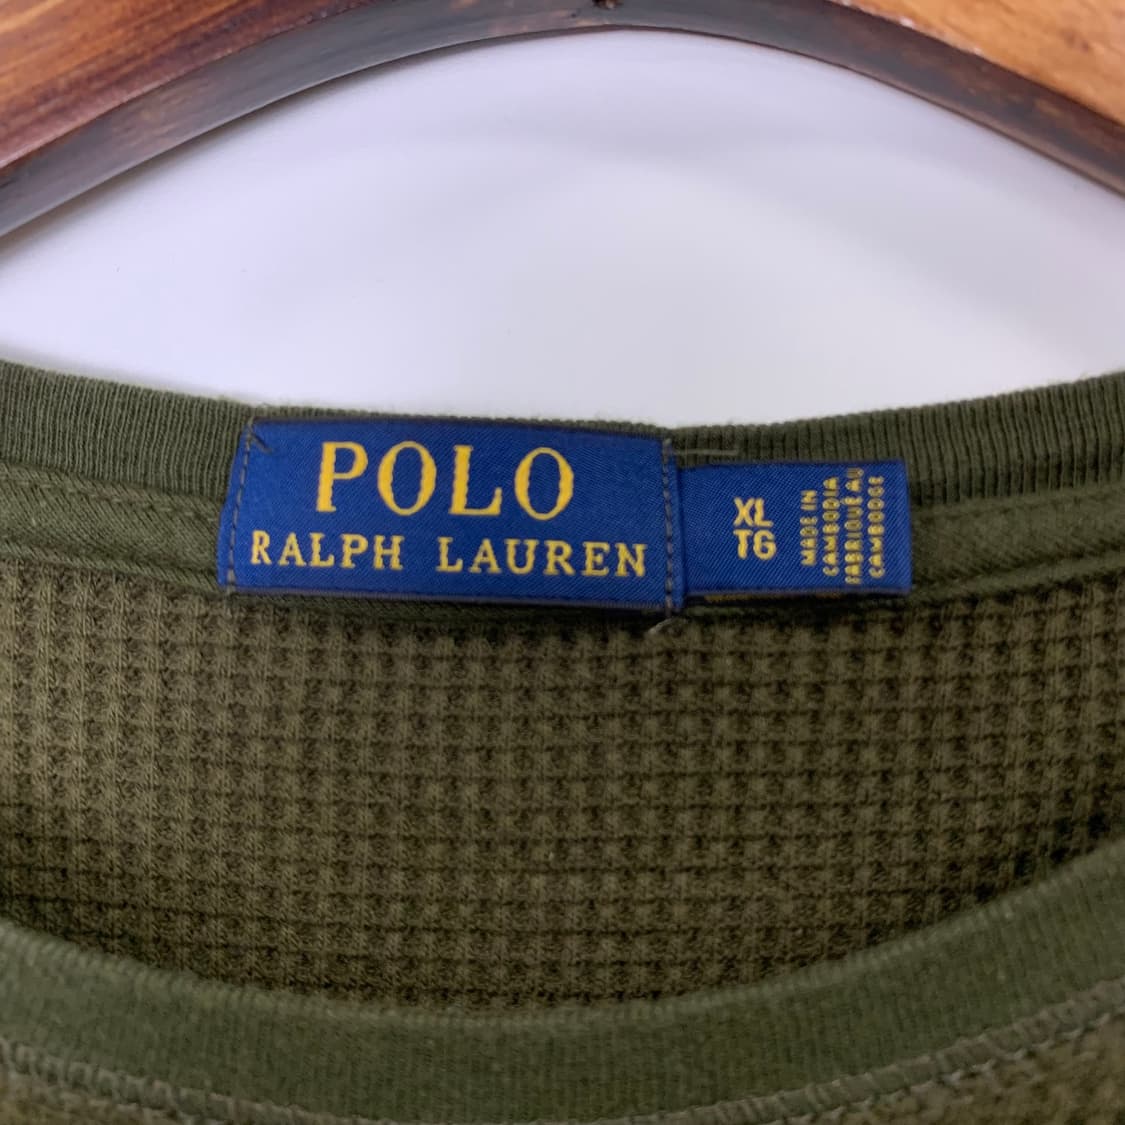 POLO
RALPH LAUREN
XL
TG
MADE IN
CAMBODIA
FABRIQUÉ AU
CAMBODGE